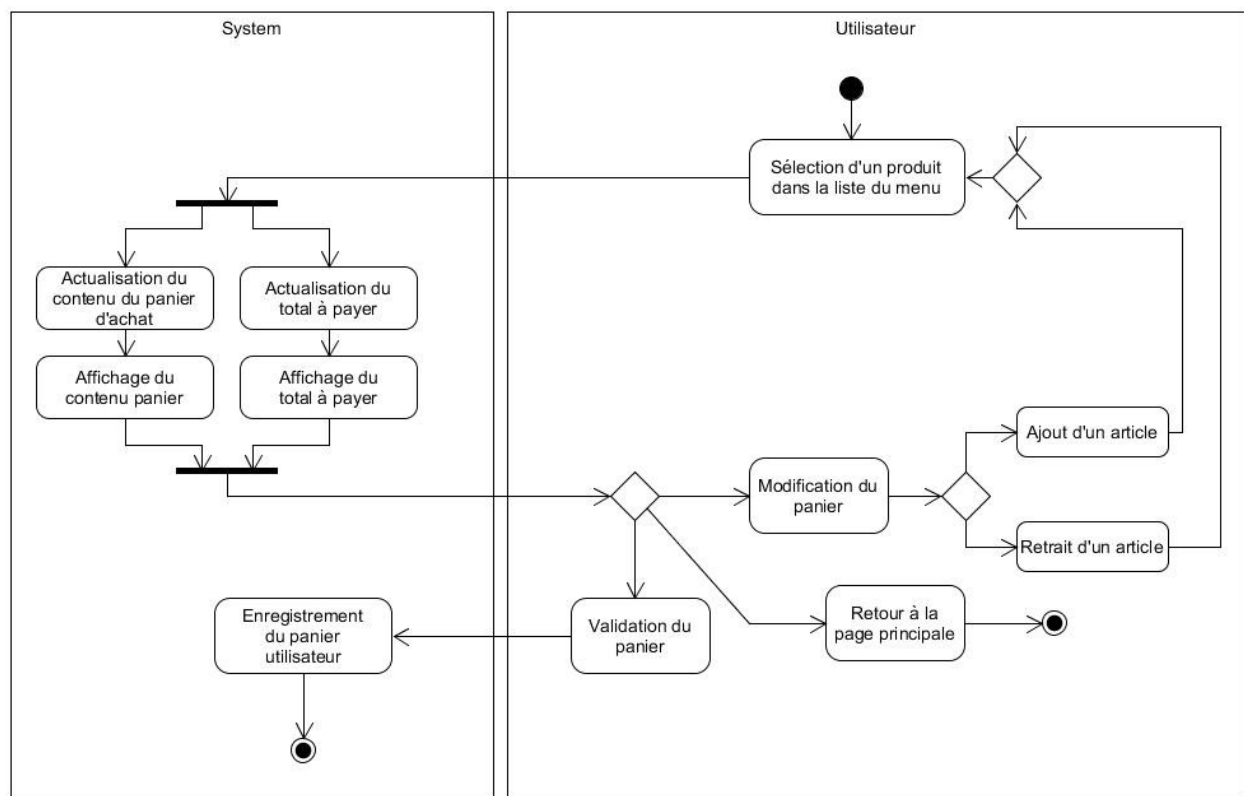 System
Utilisateur
Sélection d'un produit
dans la liste du menu
Actualisation du
contenu du panier
d'achat
Actualisation du
total à payer
Affichage du
contenu panier
Affichage du
total à payer
Modification du
panier
Ajout d'un article
Retrait d'un article
Enregistrement
du panier
utilisateur
Validation du
panier
Retour à la
page principale